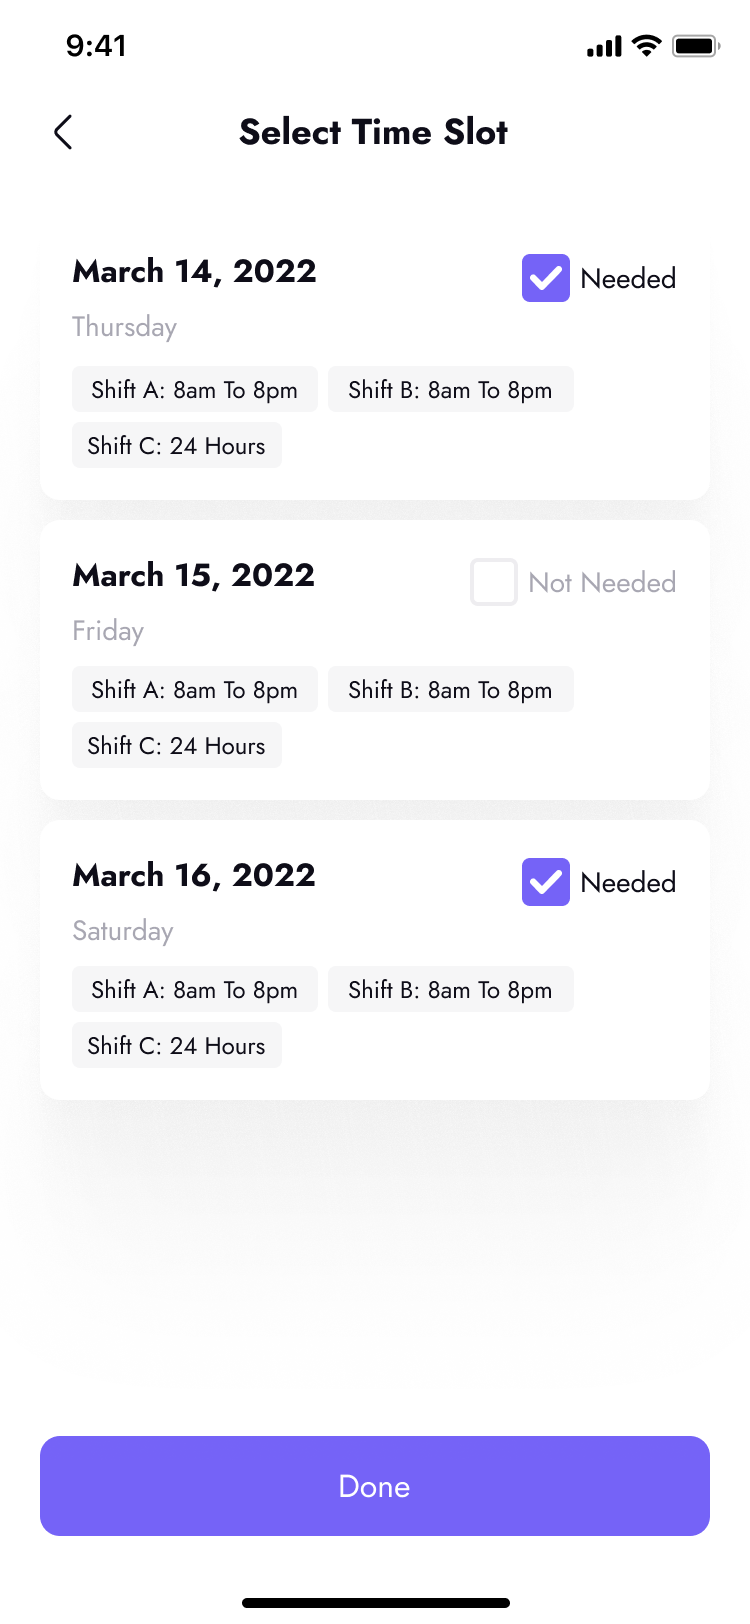 9:41
Select Time Slot
March 14, 2022
Needed
Thursday
Shift A: 8am To 8pm
Shift B: 8am To 8pm
Shift C: 24 Hours
March 15, 2022
Not Needed
Friday
Shift A: 8am To 8pm
Shift B: 8am To 8pm
Shift C: 24 Hours
March 16, 2022
Needed
Saturday
Shift A: 8am To 8pm
Shift B: 8am To 8pm
Shift C: 24 Hours
Done